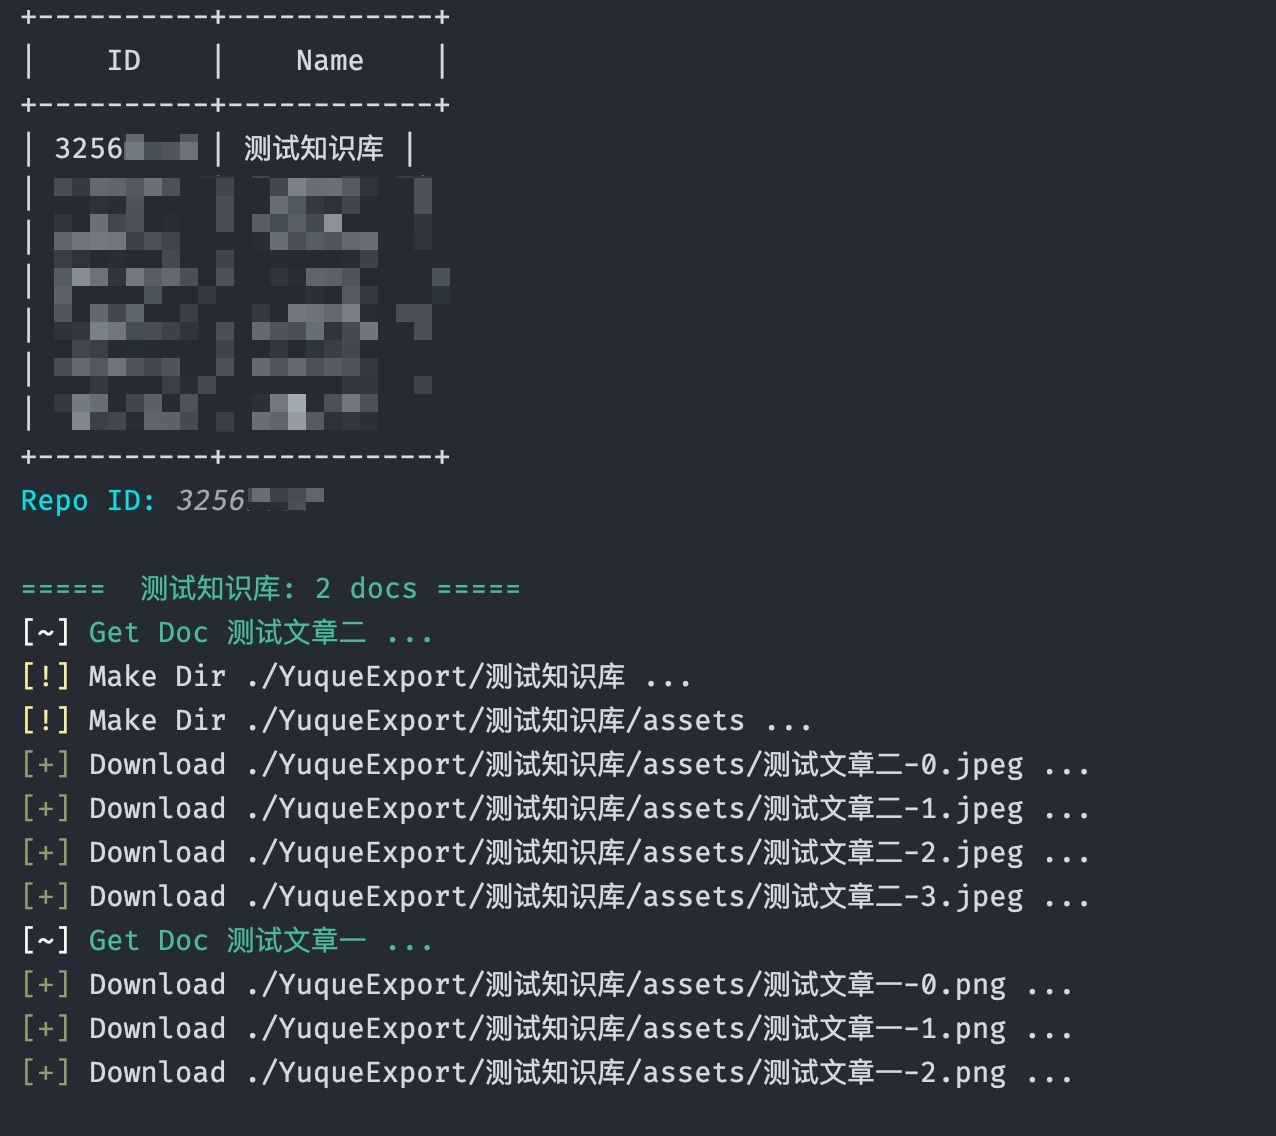 +----------+------------+
| ID | Name |
+----------+------------+
| 3256 | 测试知识库 |
|
|
|
|
|
|
+----------+------------+
Repo ID: 3256
===== 测试知识库: 2 docs =====
[~] Get Doc 测试文章二 ...
[!] Make Dir ./YuqueExport/测试知识库 ...
[!] Make Dir ./YuqueExport/测试知识库/assets ...
[+] Download ./YuqueExport/测试知识库/assets/测试文章二-0.jpeg ...
[+] Download ./YuqueExport/测试知识库/assets/测试文章二-1.jpeg ...
[+] Download ./YuqueExport/测试知识库/assets/测试文章二-2.jpeg ...
[+] Download ./YuqueExport/测试知识库/assets/测试文章二-3.jpeg ...
[~] Get Doc 测试文章一 ...
[+] Download ./YuqueExport/测试知识库/assets/测试文章一-0.png ...
[+] Download ./YuqueExport/测试知识库/assets/测试文章一-1.png ...
[+] Download ./YuqueExport/测试知识库/assets/测试文章一-2.png ...